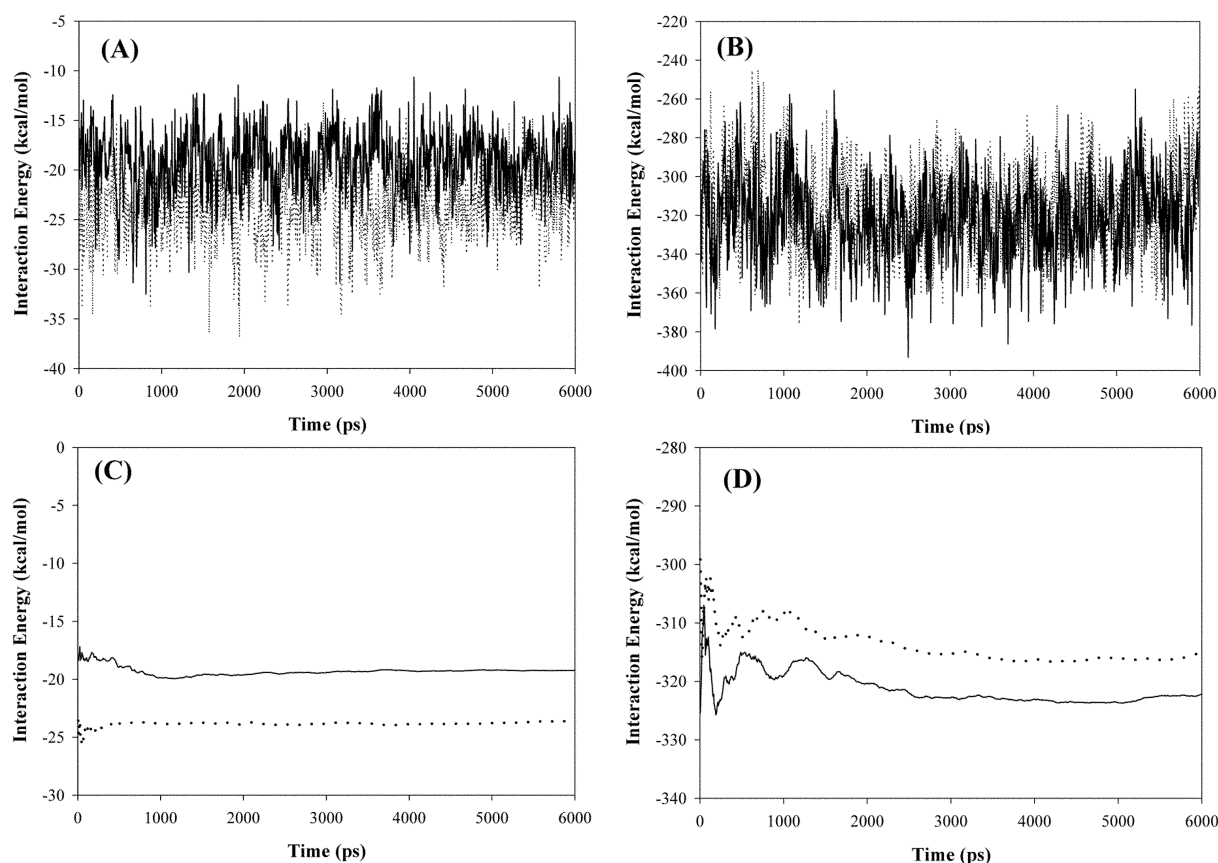 (A)
Interaction Energy (kcal/mol)
-5
-10
-15
-20
-25
-30
-35
-40
0 1000 2000 3000 4000 5000 6000
Time (ps)
(B)
Interaction Energy (kcal/mol)
-220
-240
-260
-280
-300
-320
-340
-360
-380
-400
0 1000 2000 3000 4000 5000 6000
Time (ps)
(C)
Interaction Energy (kcal/mol)
0
-5
-10
-15
-20
-25
-30
0 1000 2000 3000 4000 5000 6000
Time (ps)
(D)
Interaction Energy (kcal/mol)
-280
-290
-300
-310
-320
-330
-340
0 1000 2000 3000 4000 5000 6000
Time (ps)